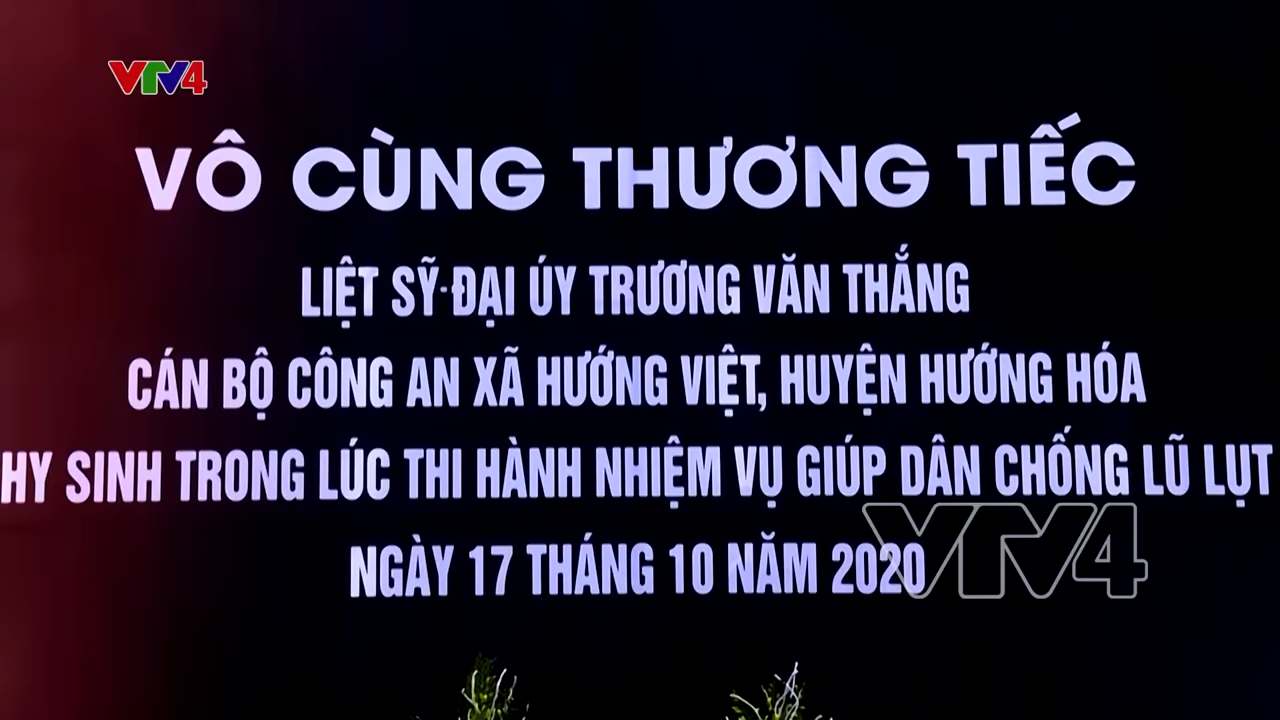 VTV4
VÔ CÙNG THƯƠNG TIẾC
LIỆT SỸ-ĐẠI ÚY TRƯƠNG VĂN THẮNG
CÁN BỘ CÔNG AN XÃ HƯỚNG VIỆT, HUYỆN HƯỚNG HÓA
HY SINH TRONG LÚC THI HÀNH NHIỆM VỤ GIÚP DÂN CHỐNG LŨ LỤT
NGÀY 17 THÁNG 10 NĂM 2020
VTV4